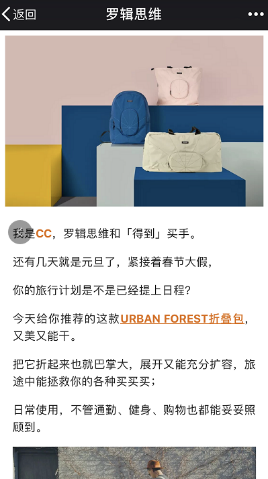 返回
罗辑思维
我是CC，罗辑思维和「得到」买手。
还有几天就是元旦了，紧接着春节大假，
你的旅行计划是不是已经提上日程？
今天给你推荐的这款URBAN FOREST折叠包，
又美又能干。
把它折起来也就巴掌大，展开又能充分扩容，旅
途中能拯救你的各种买买买；
日常使用，不管通勤、健身、购物也都能妥妥照
顾到。